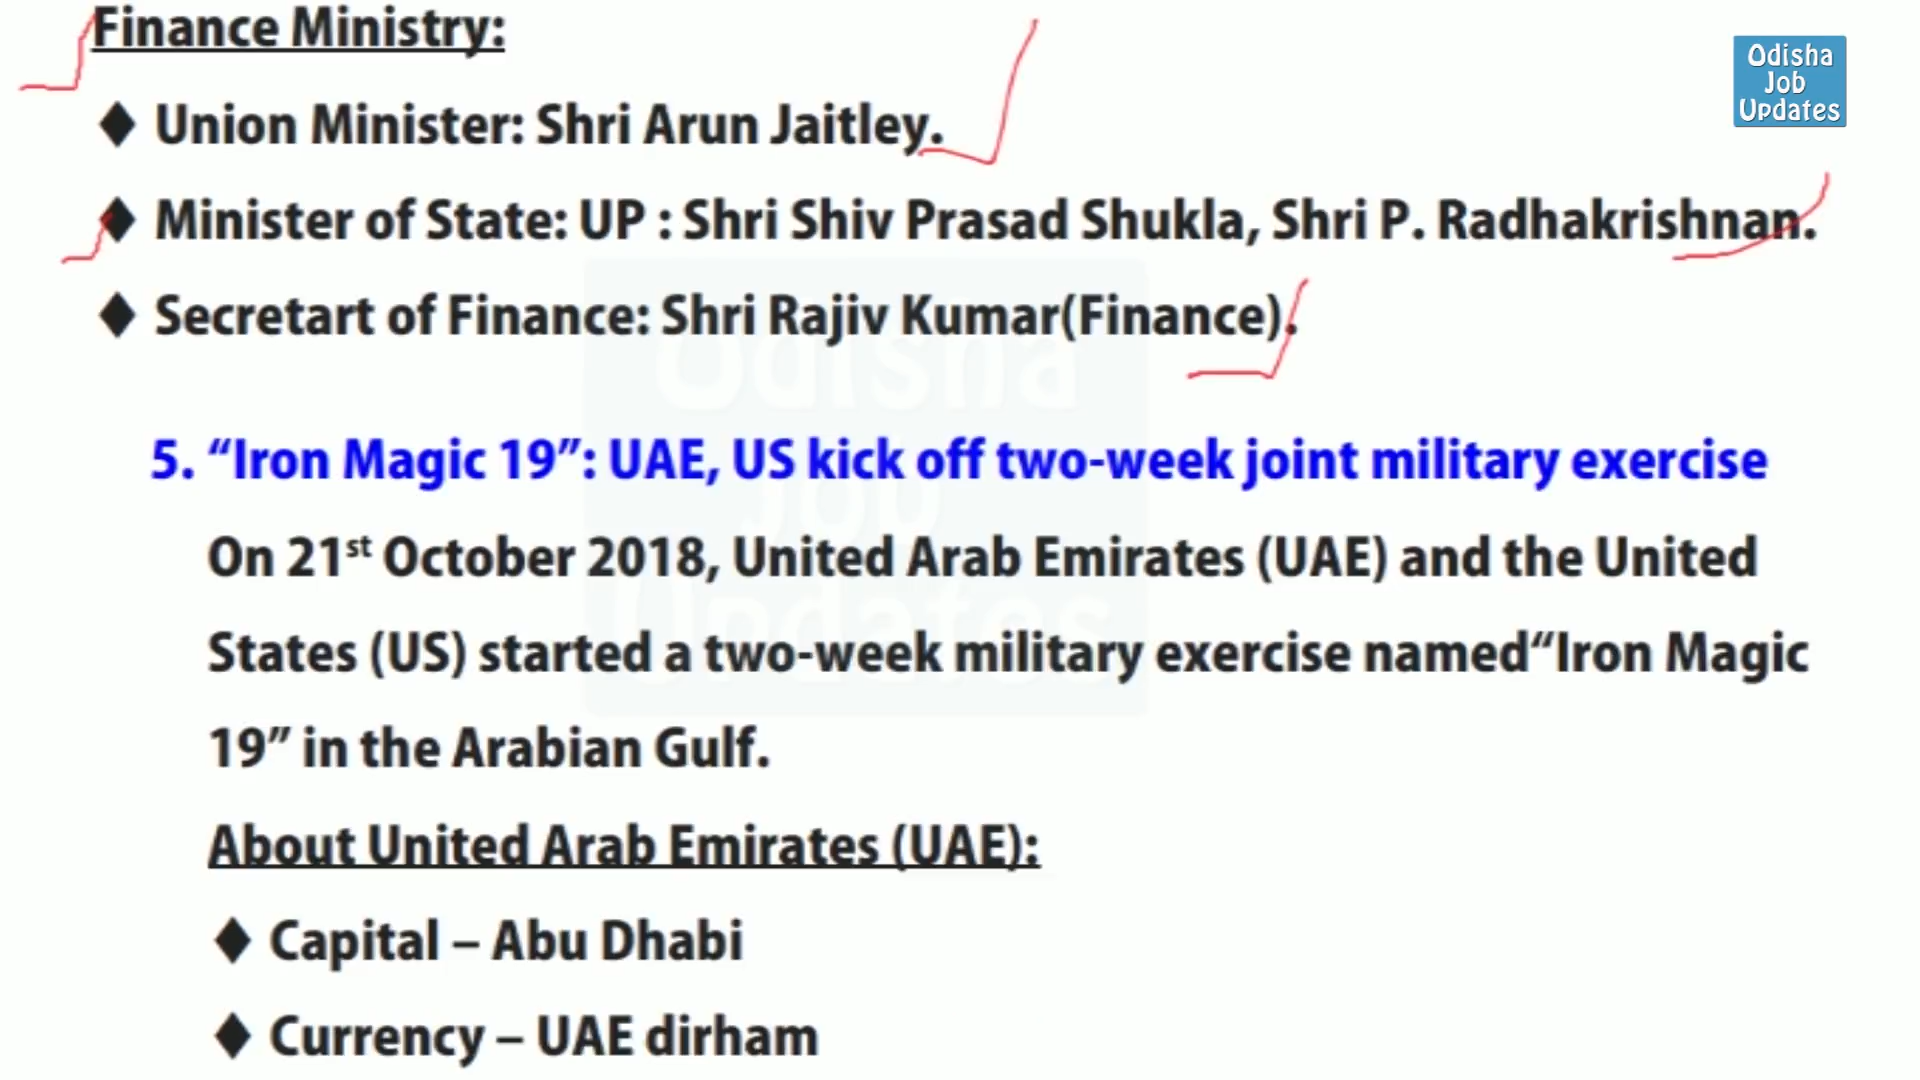 Finance Ministry:
Odisha
Job
Updates
♦ Union Minister: Shri Arun Jaitley.
♦ Minister of State: UP : Shri Shiv Prasad Shukla, Shri P. Radhakrishnan.
♦ Secretart of Finance: Shri Rajiv Kumar(Finance).
Odisha
Job
Updates
5. “Iron Magic 19”: UAE, US kick off two-week joint military exercise
On 21st October 2018, United Arab Emirates (UAE) and the United
States (US) started a two-week military exercise named“Iron Magic
19” in the Arabian Gulf.
About United Arab Emirates (UAE):
♦ Capital – Abu Dhabi
♦ Currency – UAE dirham